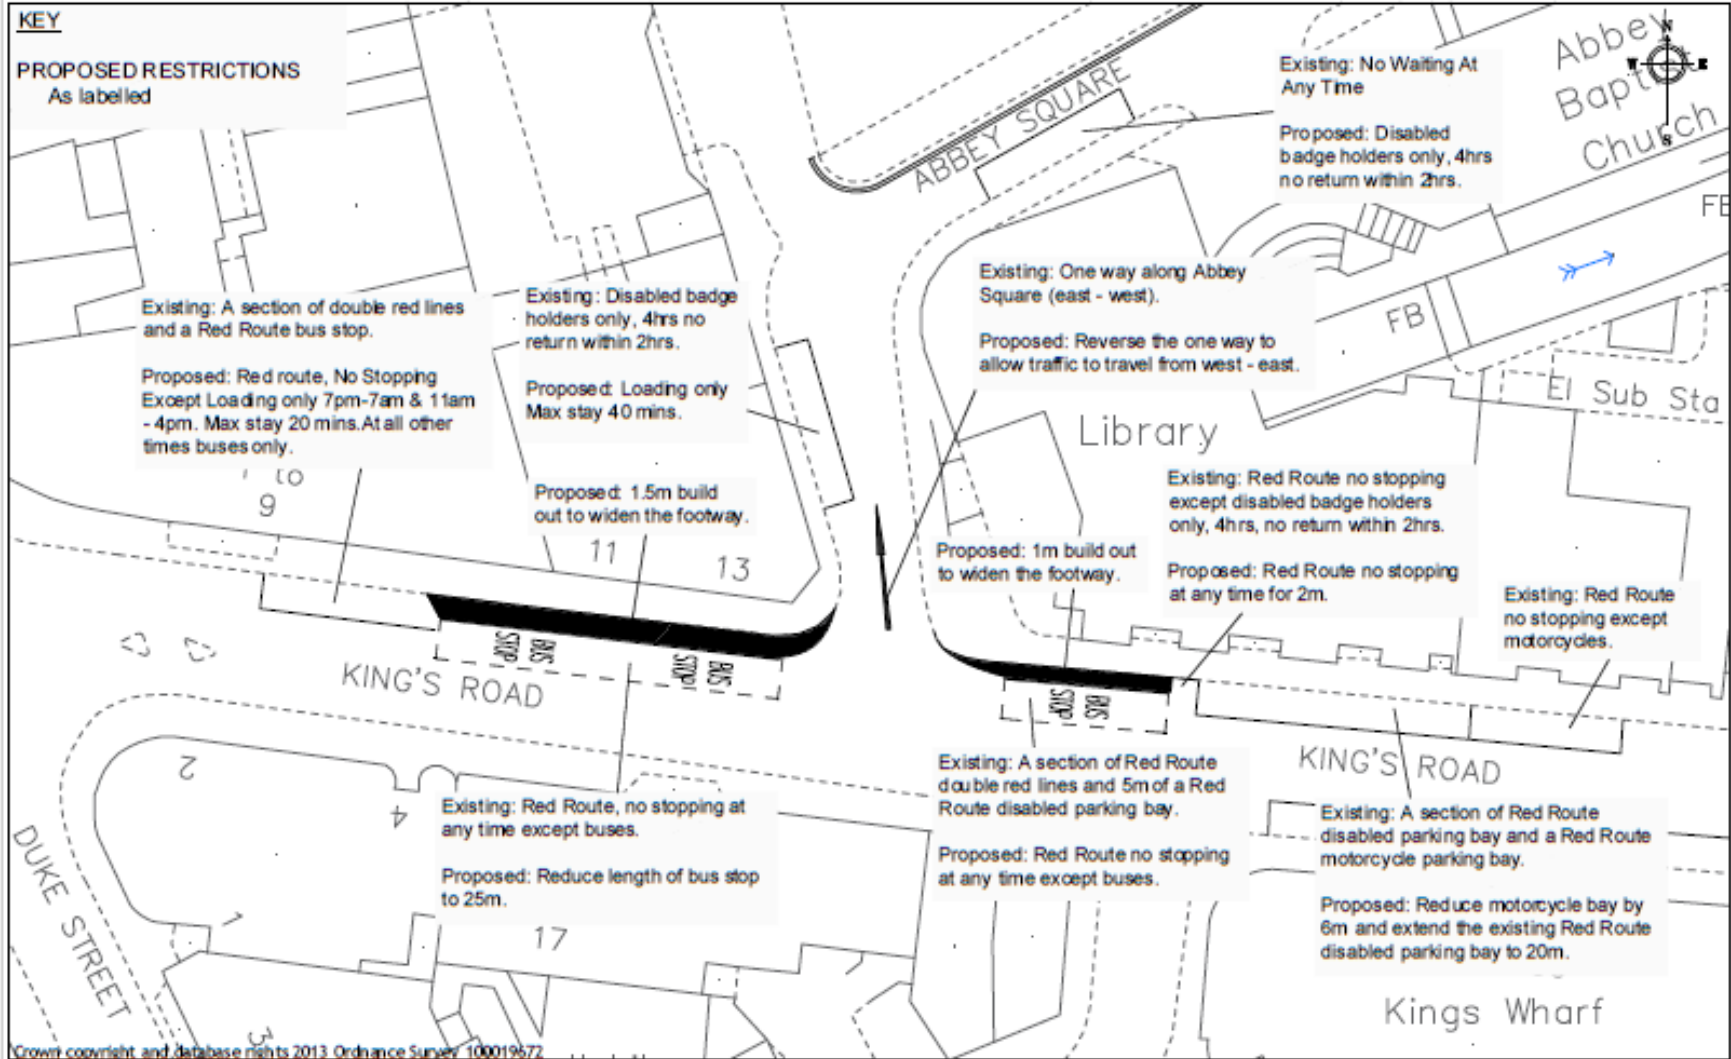 KEY
PROPOSED RESTRICTIONS
As labelled
Abbey
Baptist
Church
N
W
E
S
ABBEY SQUARE
Existing: No Waiting At
Any Time
Proposed: Disabled
badge holders only, 4hrs
no return within 2hrs.
FB
Existing: A section of double red lines
and a Red Route bus stop.
Proposed: Red route, No Stopping
Except Loading only 7pm-7am & 11am
- 4pm. Max stay 20 mins.At all other
times buses only.
Existing: Disabled badge
holders only, 4hrs no
return within 2hrs.
Proposed: Loading only
Max stay 40 mins.
Existing: One way along Abbey
Square (east - west).
Proposed: Reverse the one way to
allow traffic to travel from west - east.
FB
El Sub Sta
Library
to
9
Proposed: 1.5m build
out to widen the footway.
11
13
Proposed: 1m build out
to widen the footway.
Existing: Red Route no stopping
except disabled badge holders
only, 4hrs, no return within 2hrs.
Proposed: Red Route no stopping
at any time for 2m.
Existing: Red Route
no stopping except
motorcycles.
BUS
STOP
BUS
STOP
BUS
STOP
KING'S ROAD
KING'S ROAD
2
4
DUKE STREET
1
3
17
Existing: Red Route, no stopping at
any time except buses.
Proposed: Reduce length of bus stop
to 25m.
Existing: A section of Red Route
double red lines and 5m of a Red
Route disabled parking bay.
Proposed: Red Route no stopping
at any time except buses.
Existing: A section of Red Route
disabled parking bay and a Red Route
motorcycle parking bay.
Proposed: Reduce motorcycle bay by
6m and extend the existing Red Route
disabled parking bay to 20m.
Kings Wharf
Crown copyright and database rights 2013 Ordnance Survey 100019672